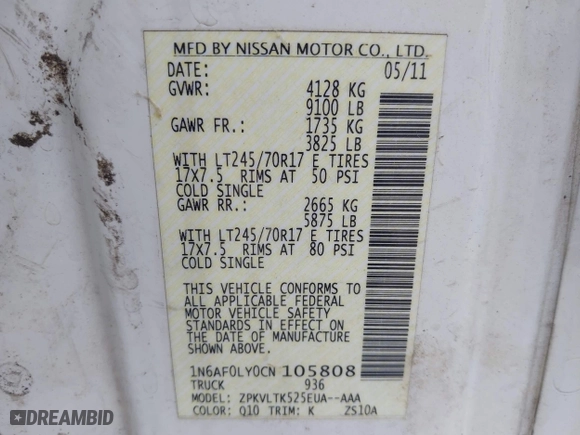 MFD BY NISSAN MOTOR CO., LTD.
DATE: 05/11
GVWR: 4128 KG
9100 LB
GAWR FR.: 1735 KG
3825 LB
WITH LT245/70R17 E TIRES
17X7.5 RIMS AT 50 PSI
COLD SINGLE
GAWR RR.: 2665 KG
5875 LB
WITH LT245/70R17 E TIRES
17X7.5 RIMS AT 80 PSI
COLD SINGLE
THIS VEHICLE CONFORMS TO
ALL APPLICABLE FEDERAL
MOTOR VEHICLE SAFETY
STANDARDS IN EFFECT ON
THE DATE OF MANUFACTURE
SHOWN ABOVE.
1N6AF0LY0CN 105808
TRUCK 936
MODEL: ZPKVLTK525EUA--AAA
COLOR: Q10 TRIM: K ZS10A
DIRECT.CARS